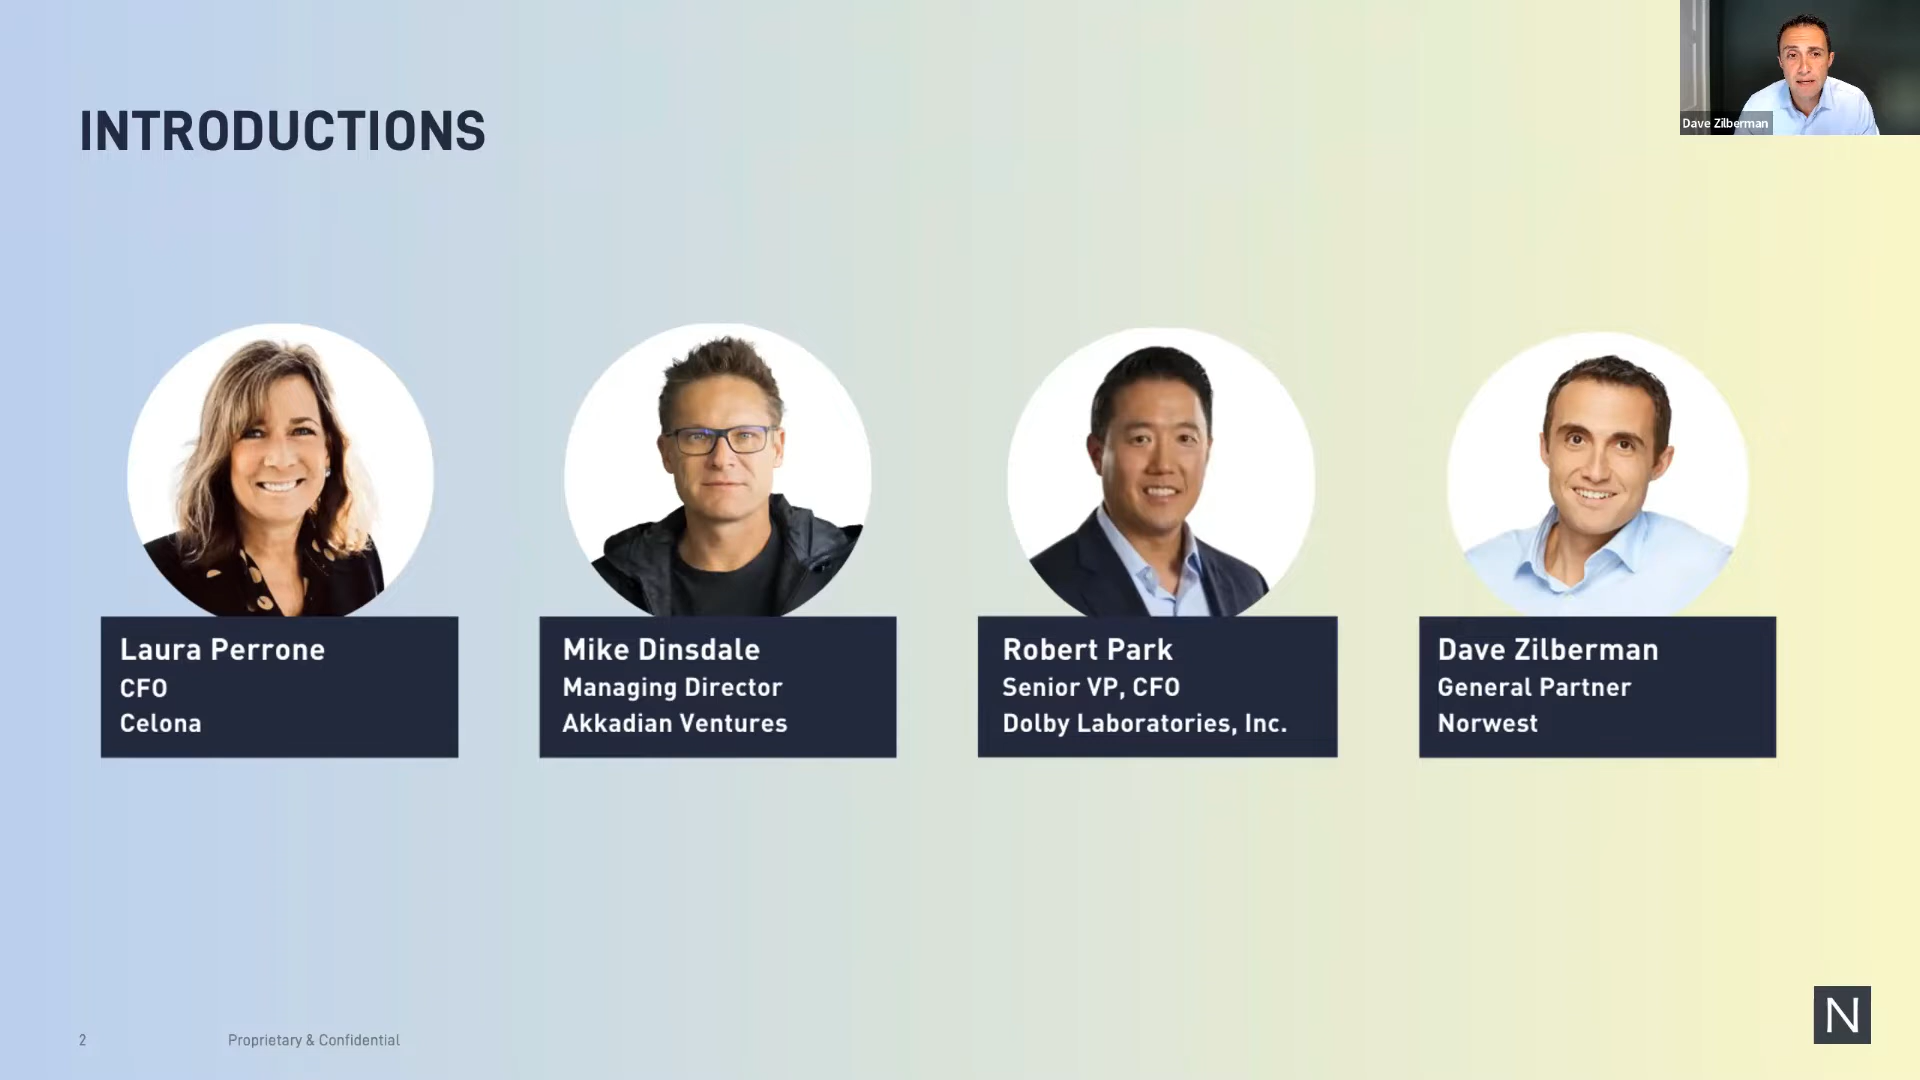 Dave Zilberman
INTRODUCTIONS
Laura Perrone
CFO
Celona
Mike Dinsdale
Managing Director
Akkadian Ventures
Robert Park
Senior VP, CFO
Dolby Laboratories, Inc.
Dave Zilberman
General Partner
Norwest
2
Proprietary & Confidential
N